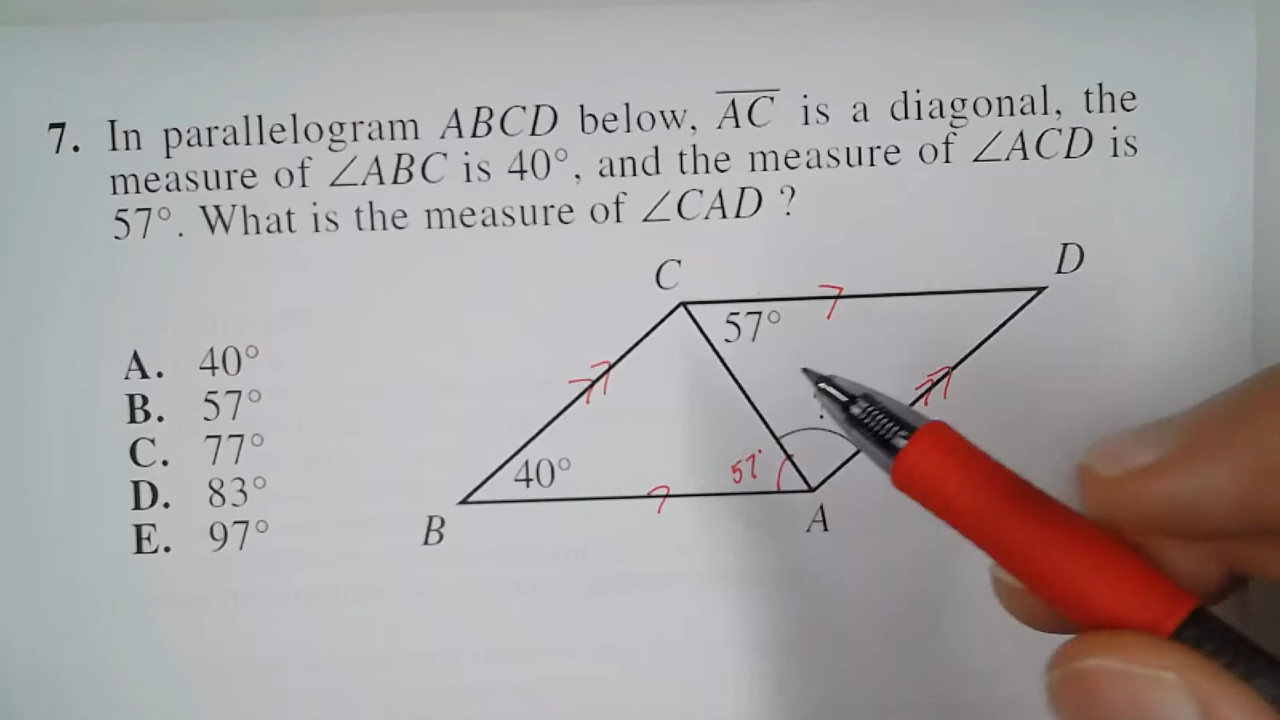 7. In parallelogram ABCD below, AC is a diagonal, the
measure of ∠ABC is 40°, and the measure of ∠ACD is
57°. What is the measure of ∠CAD ?
A. 40°
B. 57°
C. 77°
D. 83°
E. 97°
C
D
57°
40°
57°
B
A